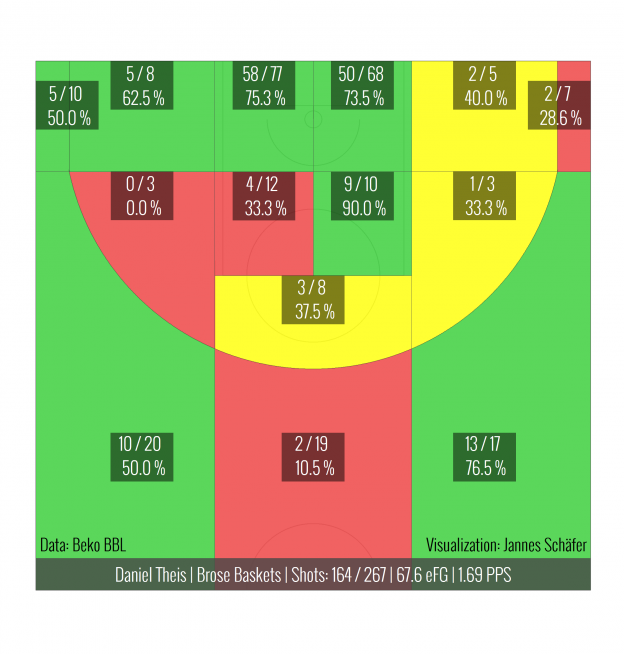 5 / 8
58 / 77
50 / 68
2 / 5
62.5 %
75.3 %
73.5 %
40.0 %
5 / 10
50.0 %
2 / 7
28.6 %
0 / 3
4 / 12
9 / 10
1 / 3
0.0 %
33.3 %
90.0 %
33.3 %
3 / 8
37.5 %
10 / 20
2 / 19
13 / 17
50.0 %
10.5 %
76.5 %
Data: Beko BBL
Visualization: Jannes Schäfer
Daniel Theis | Brose Baskets | Shots: 164 / 267 | 67.6 eFG | 1.69 PPS